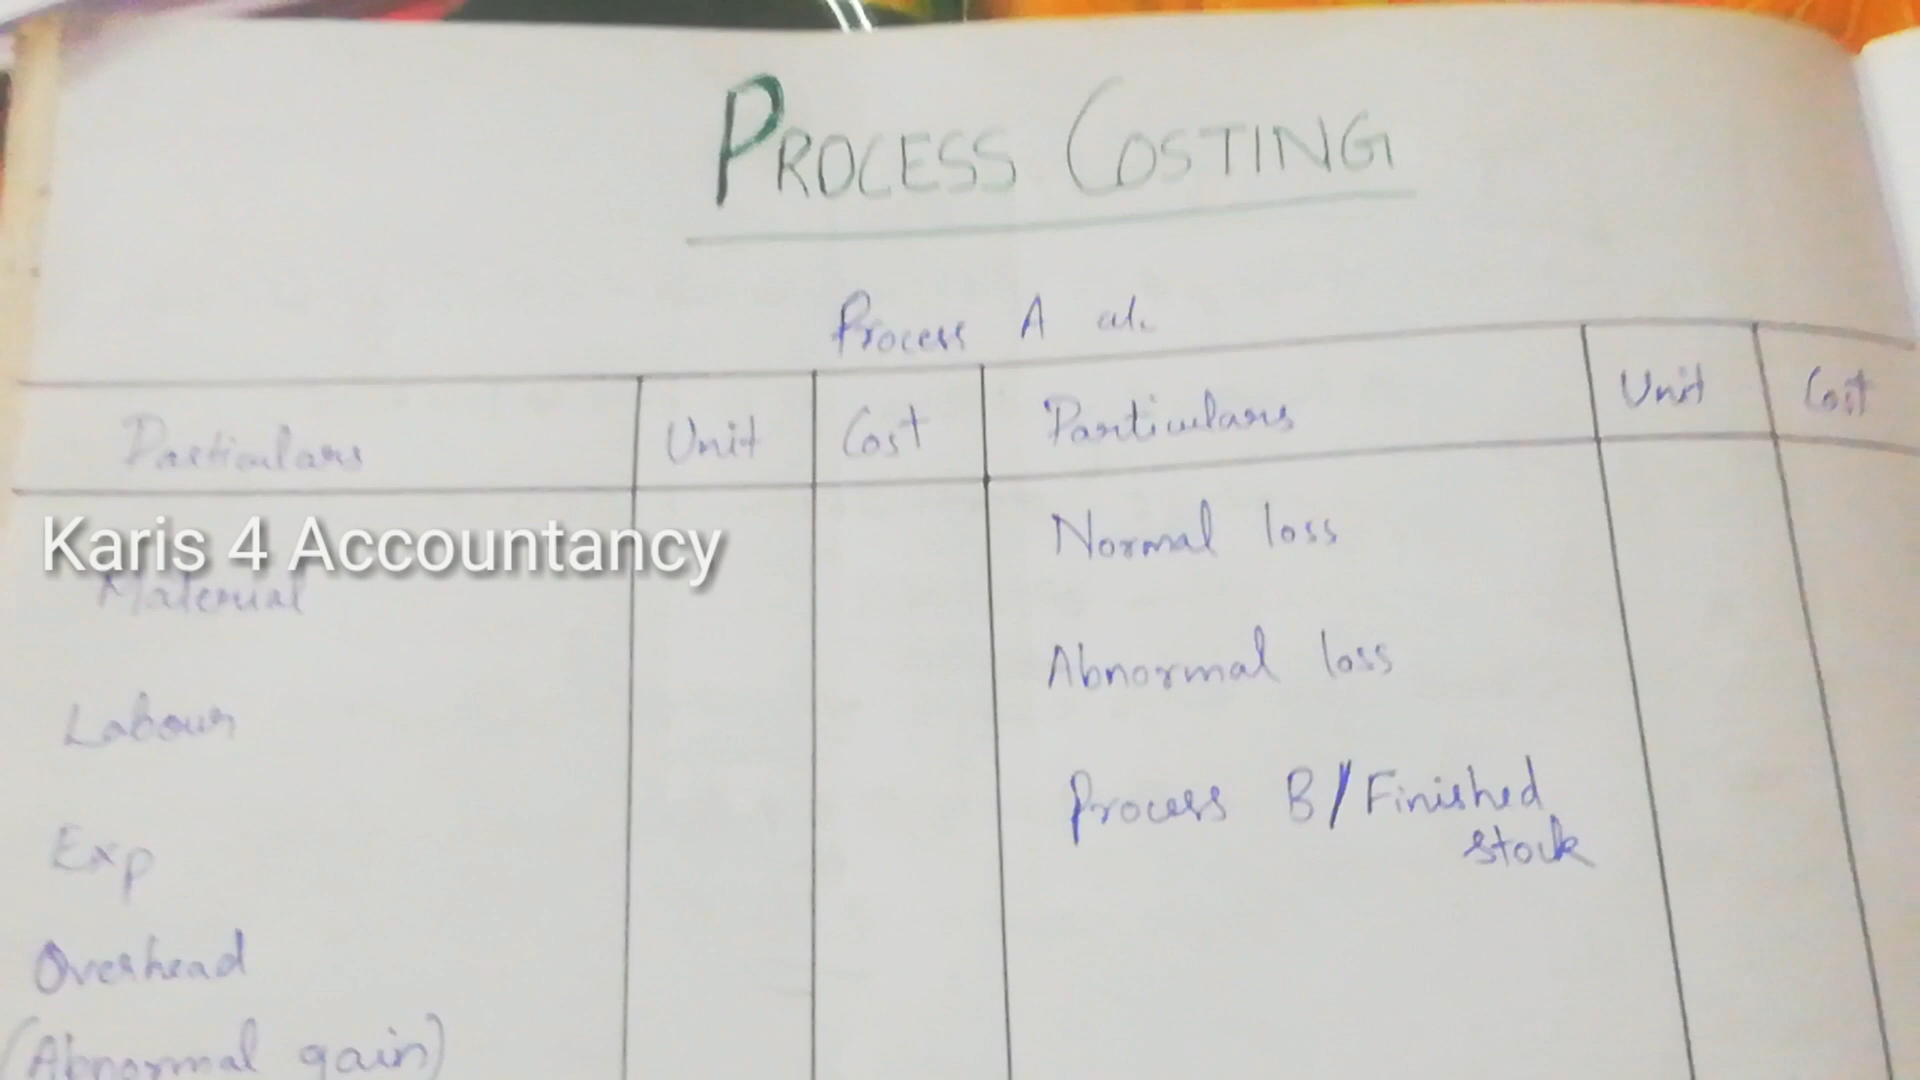 PROCESS COSTING
Process A a/c
Particulars Unit Cost Particulars Unit Cost
Karis 4 Accountancy
Material Normal loss
Labour Abnormal loss
Exp Process B/Finished
stock
Overhead
(Abnormal gain)